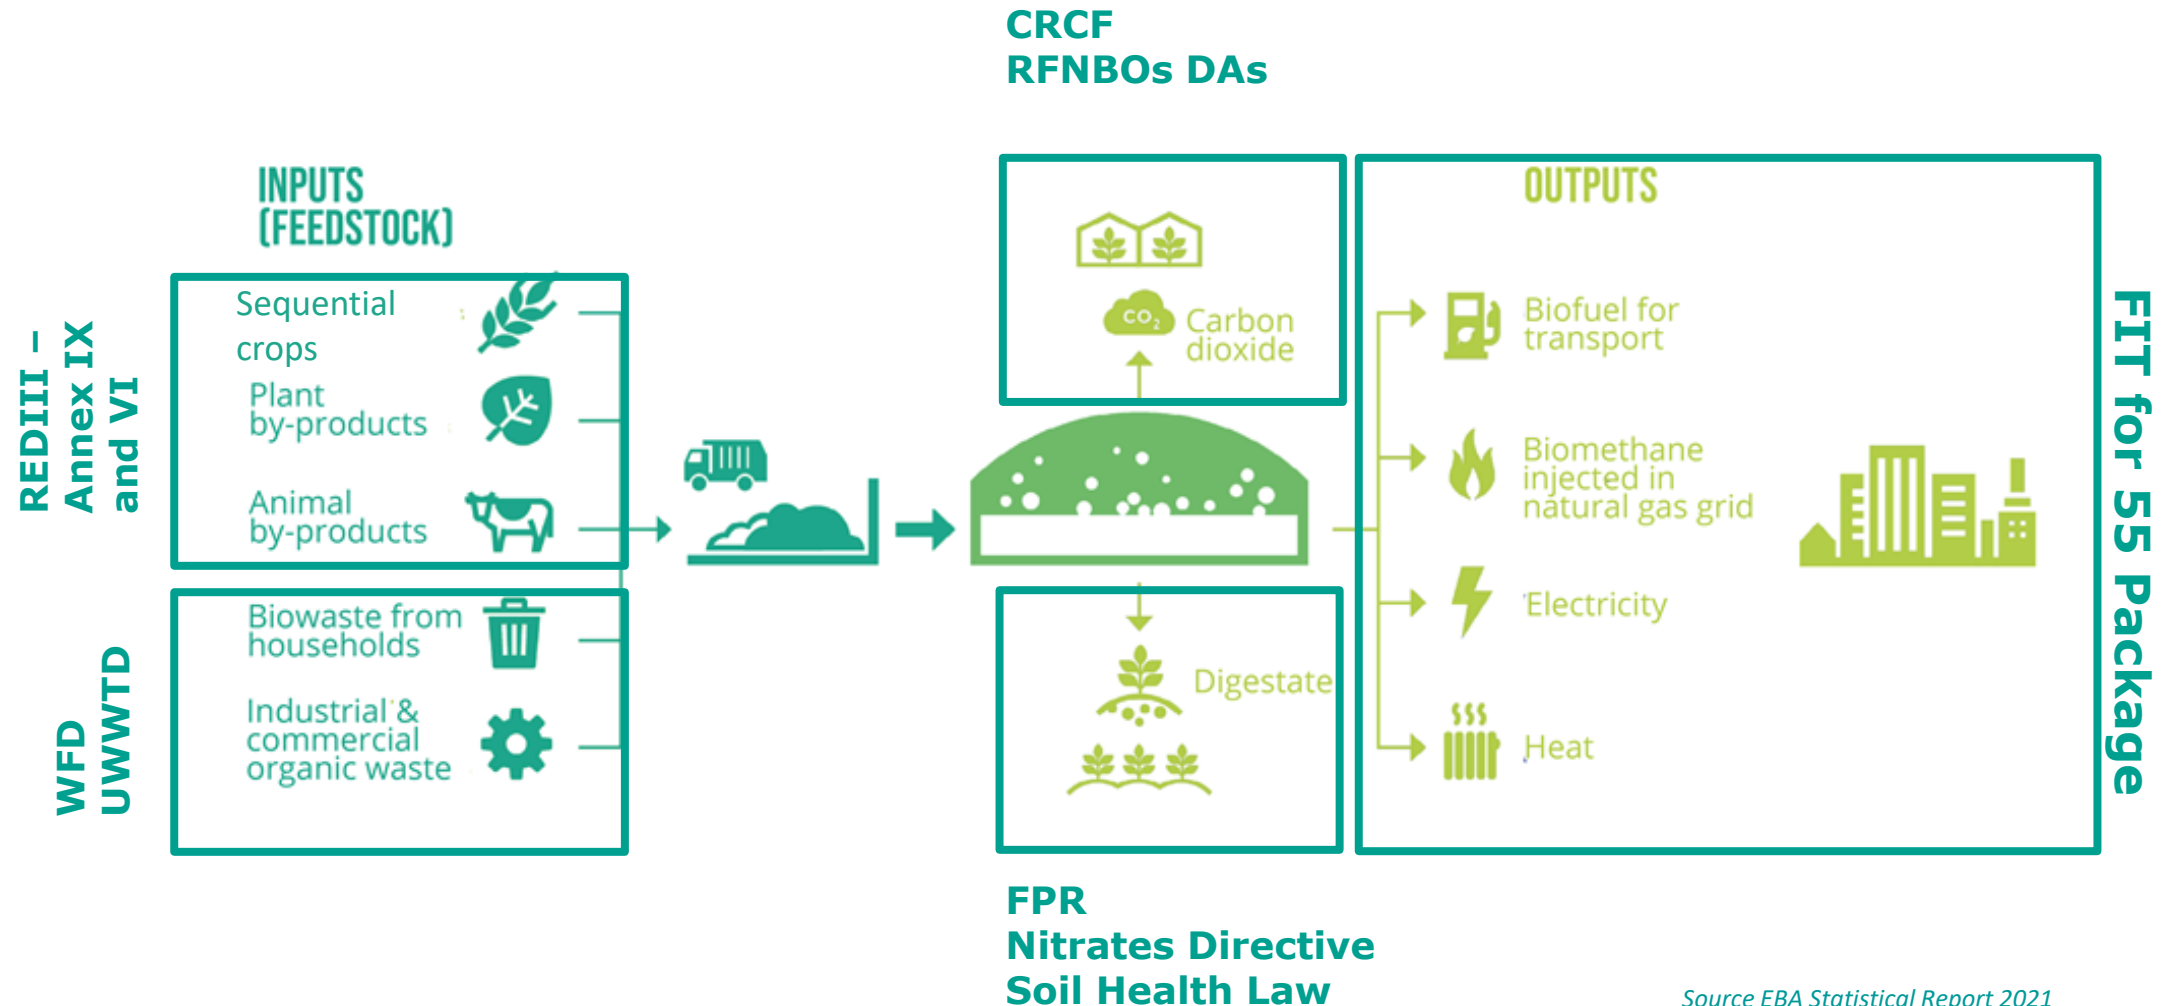 CRCF
RFNBOs DAs
INPUTS
(FEEDSTOCK)
REDIII –
Annex IX
and VI
Sequential
crops
Plant
by-products
Animal
by-products
WFD
UWWTD
Biowaste from
households
Industrial &
commercial
organic waste
CO2
Carbon
dioxide
Digestate
FPR
Nitrates Directive
Soil Health Law
OUTPUTS
Biofuel for
transport
Biomethane
injected in
natural gas grid
Electricity
Heat
FIT for 55 Package
Source EBA Statistical Report 2021